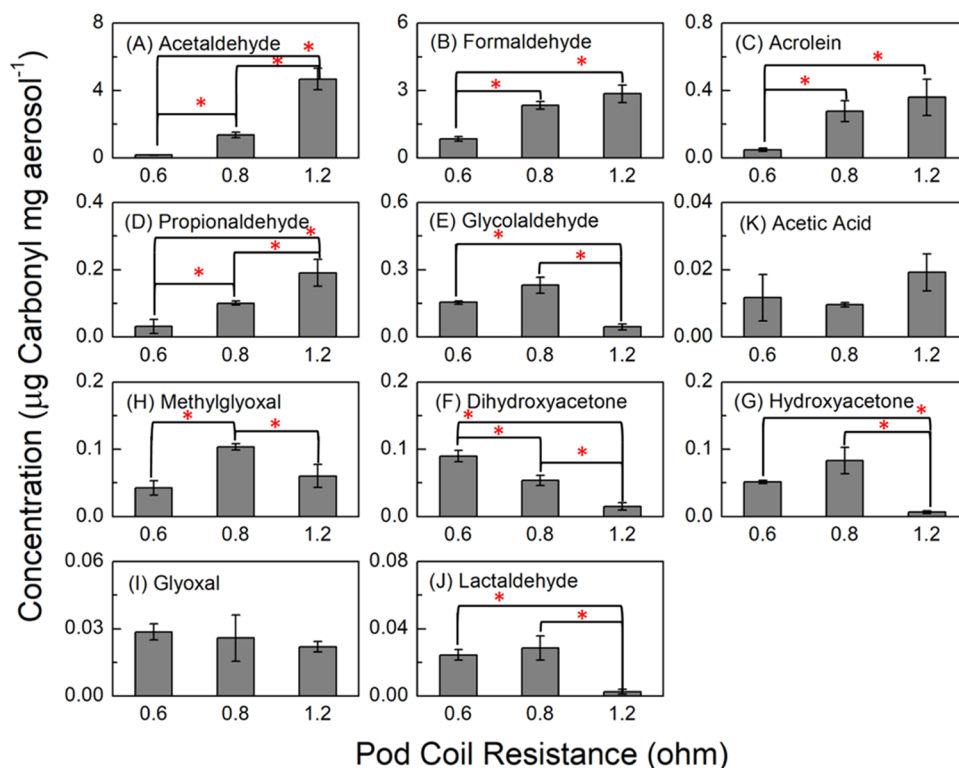 Concentration (µg Carbonyl mg aerosol⁻¹)
(A) Acetaldehyde
* * *
8
4
0
0.6 0.8 1.2
(B) Formaldehyde
* *
6
3
0
0.6 0.8 1.2
(C) Acrolein
* *
0.8
0.4
0.0
0.6 0.8 1.2
(D) Propionaldehyde
* * *
0.4
0.2
0.0
0.6 0.8 1.2
(E) Glycolaldehyde
* *
0.6
0.3
0.0
0.6 0.8 1.2
(K) Acetic Acid
0.04
0.02
0.00
0.6 0.8 1.2
(H) Methylglyoxal
* *
0.2
0.1
0.0
0.6 0.8 1.2
(F) Dihydroxyacetone
* * *
0.2
0.1
0.0
0.6 0.8 1.2
(G) Hydroxyacetone
* *
0.2
0.1
0.0
0.6 0.8 1.2
(I) Glyoxal
0.06
0.03
0.00
0.6 0.8 1.2
(J) Lactaldehyde
* *
0.08
0.04
0.00
0.6 0.8 1.2
Pod Coil Resistance (ohm)